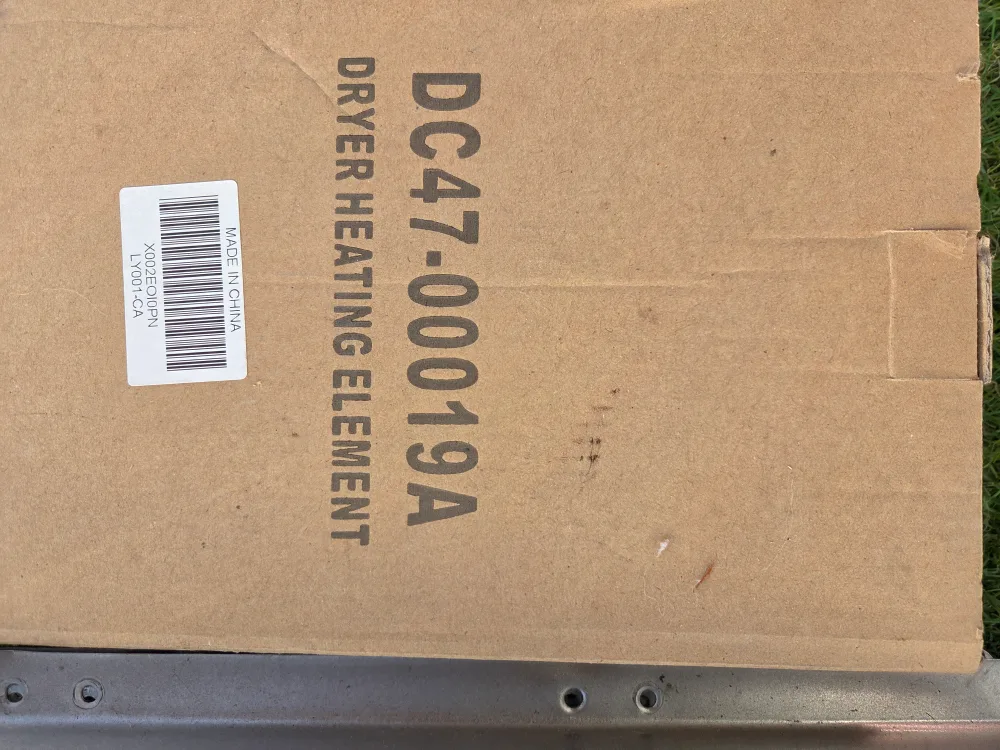 DC47-00019A
DRYER HEATING ELEMENT
MADE IN CHINA
X002EOI0PN
LY001-CA